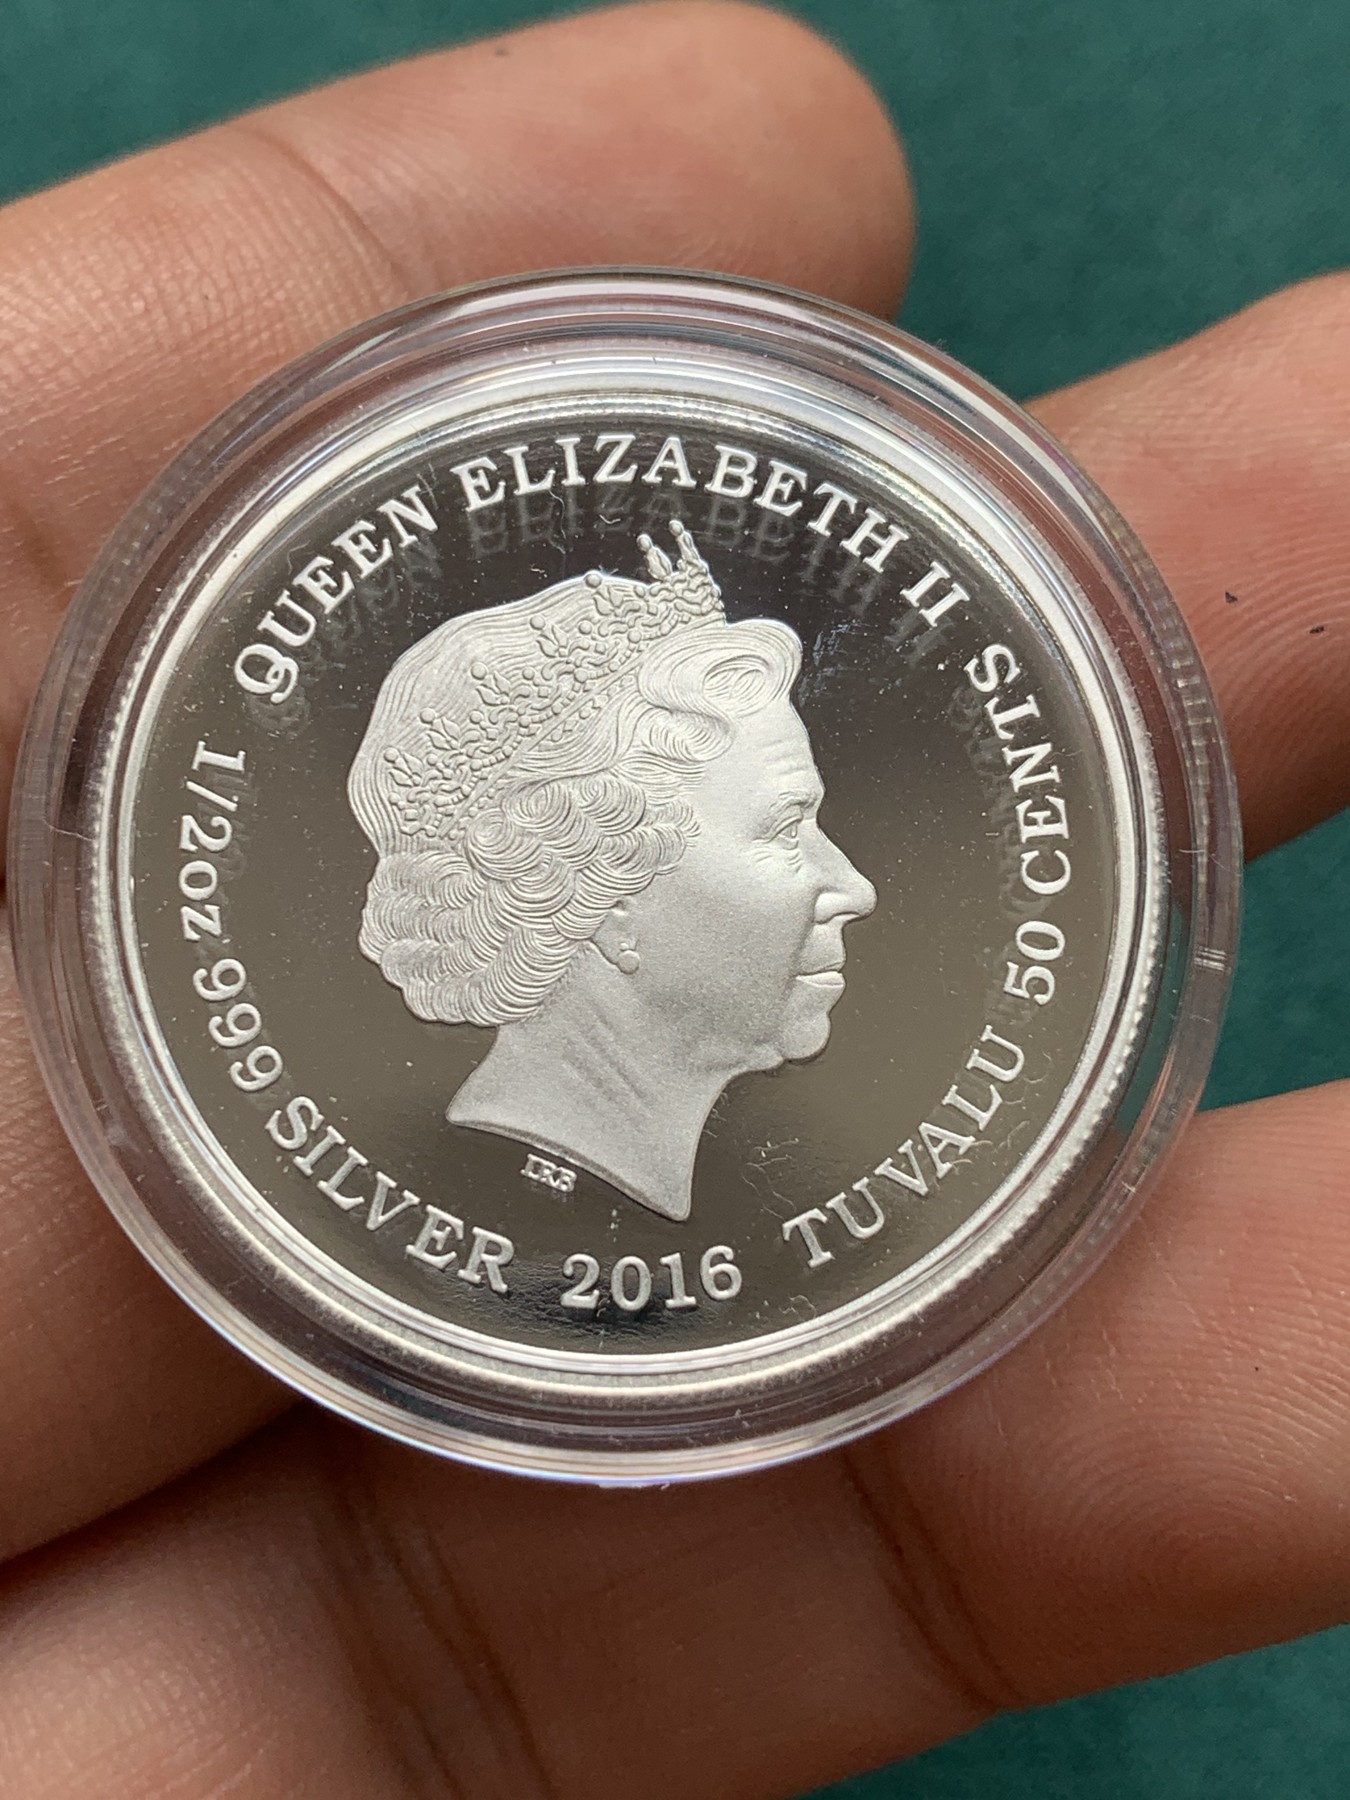 QUEEN ELIZABETH II
TUVALU 50 CENTS
1/2oz 999 SILVER 2016
IRB